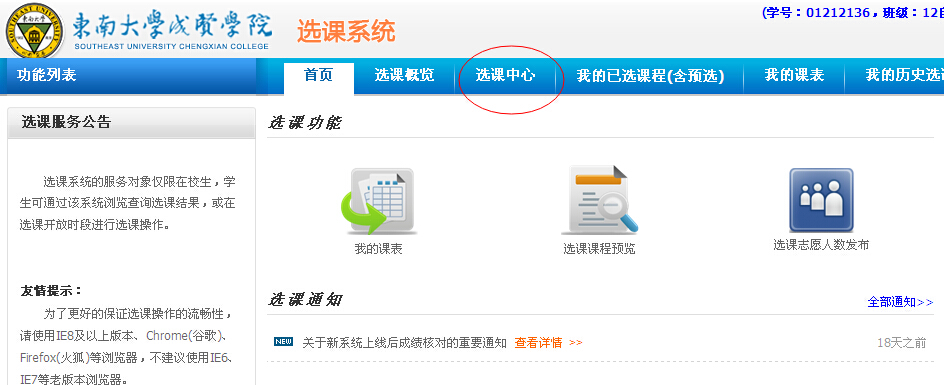 東南大學成賢學院
SOUTHEAST UNIVERSITY CHENGXIAN COLLEGE
选课系统
(学号：01212136，班级：12自
功能列表
首页 选课概览 选课中心 我的已选课程(含预选) 我的课表 我的历史选课
选课服务公告
选课系统的服务对象仅限在校生，学
生可通过该系统浏览查询选课结果，或在
选课开放时段进行选课操作。
友情提示：
为了更好的保证选课操作的流畅性，
请使用IE8及以上版本、Chrome(谷歌)、
Firefox(火狐)等浏览器，不建议使用IE6、
IE7等老版本浏览器。
选课功能
我的课表
选课课程预览
选课志愿人数发布
选课通知
全部通知>>
NEW 关于新系统上线后成绩核对的重要通知 查看详情 >> 18天之前